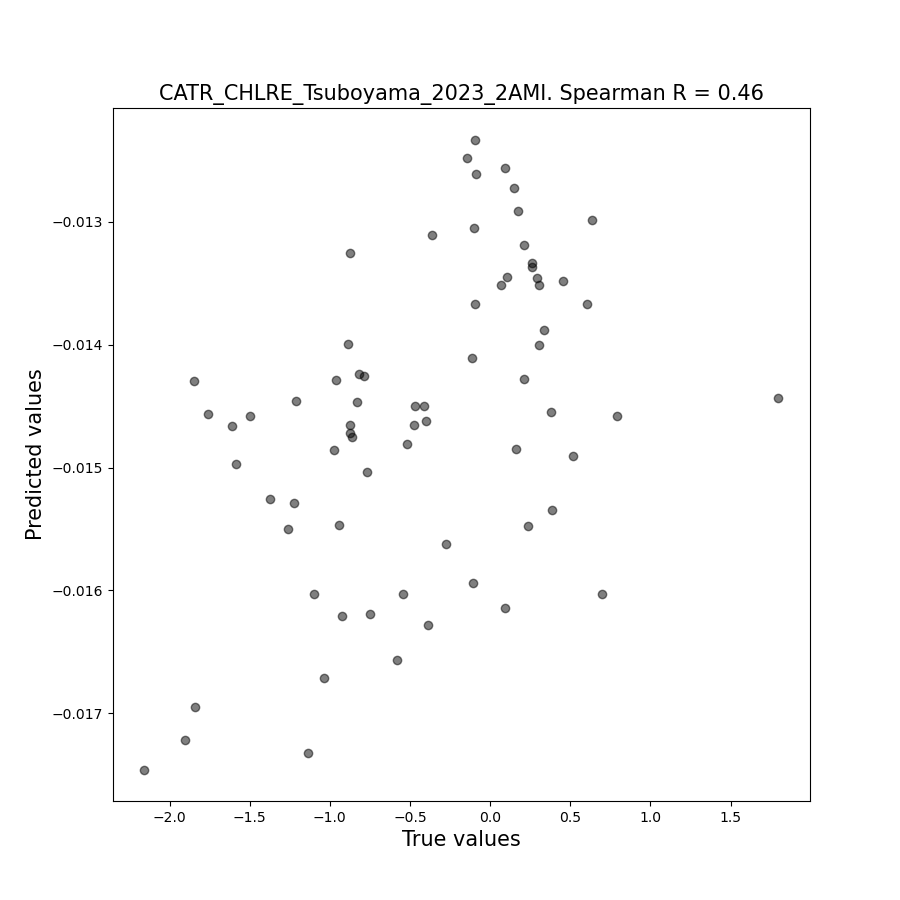 CATR_CHLRE_Tsuboyama_2023_2AMI. Spearman R = 0.46
Predicted values
−0.013
−0.014
−0.015
−0.016
−0.017
−2.0 −1.5 −1.0 −0.5 0.0 0.5 1.0 1.5
True values